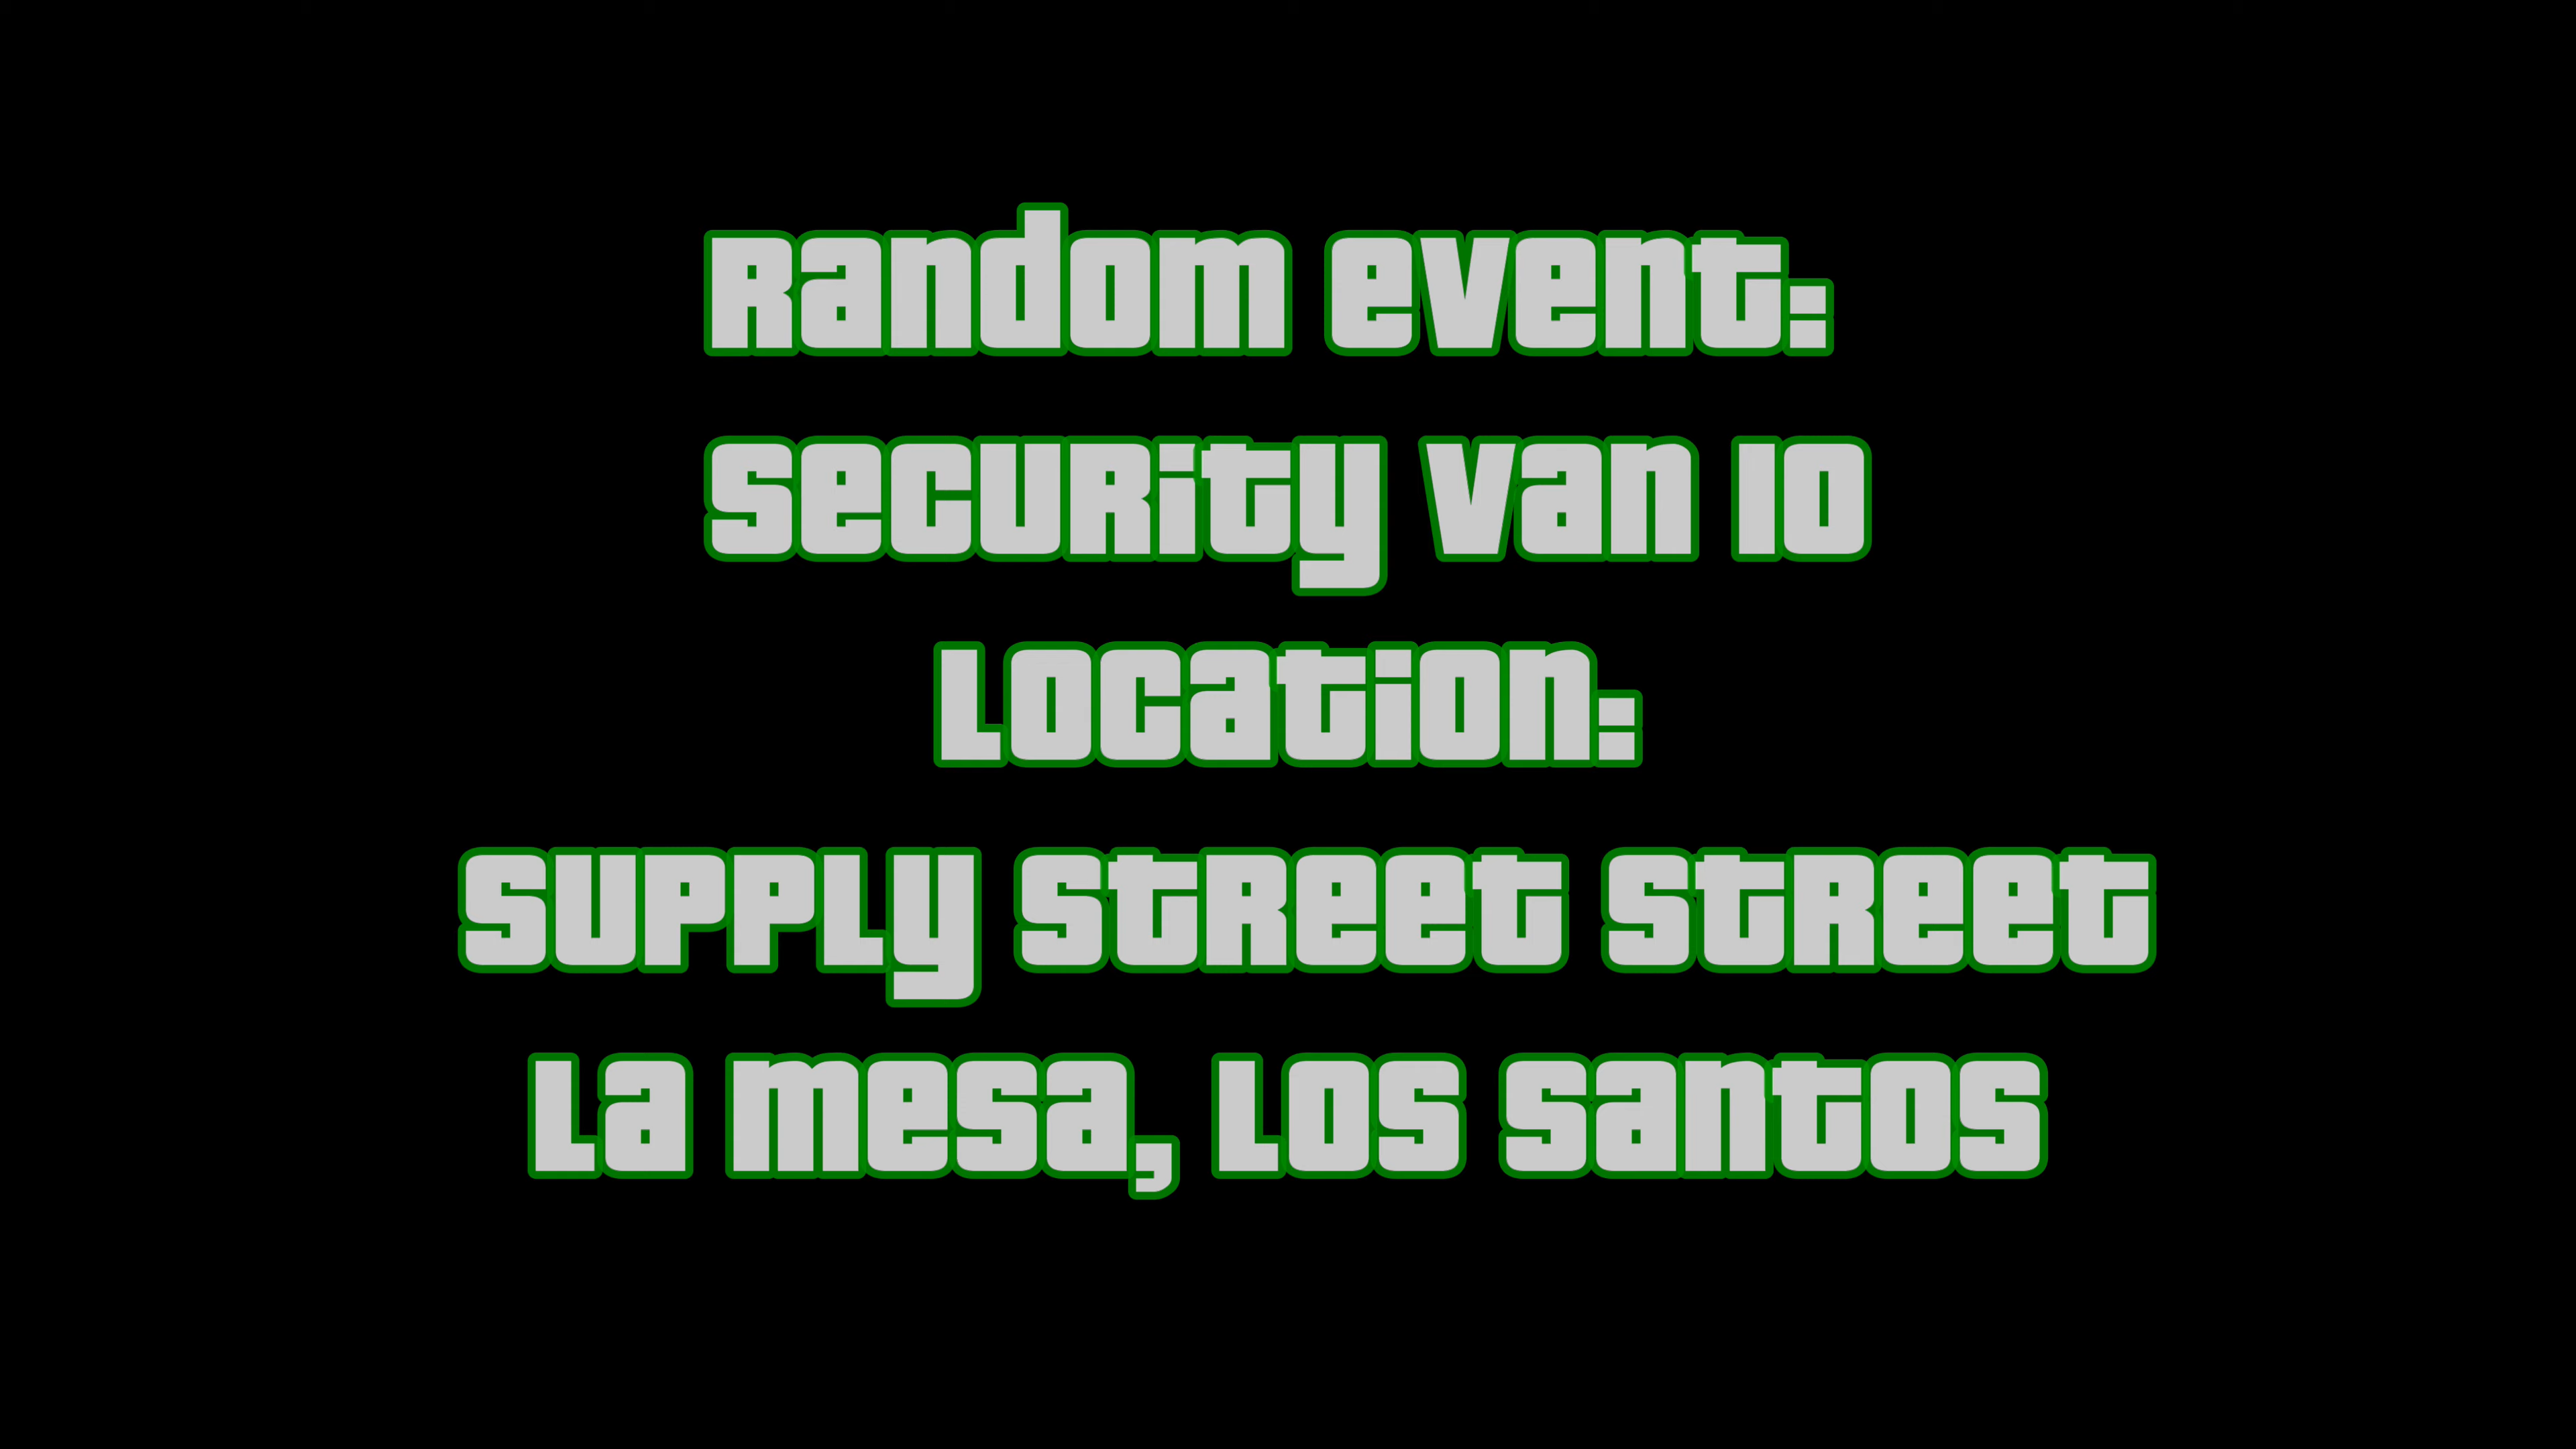 Random Event:
Security Van 10
Location:
Supply Street Street
La Mesa, Los Santos